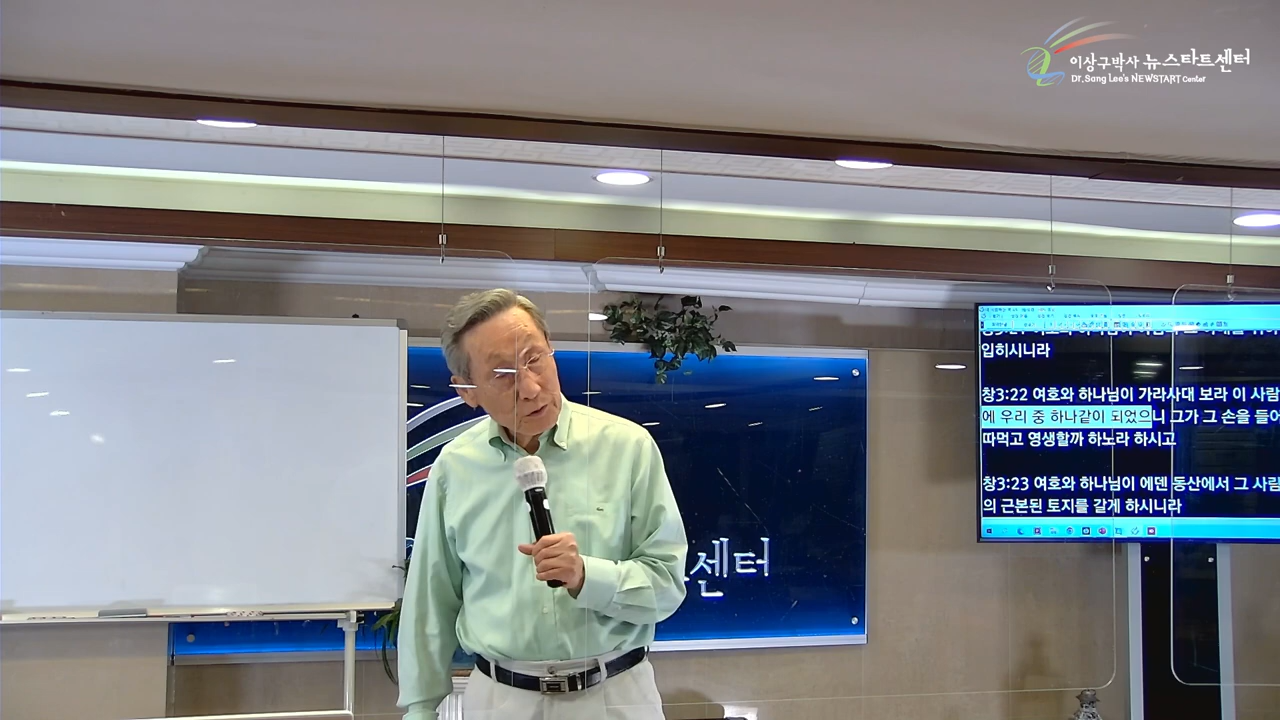 이상구박사 뉴스타트센터
Dr. Sang Lee's NEWSTART Center
입히시니라
창3:22 여호와 하나님이 가라사대 보라 이 사람
에 우리 중 하나같이 되었으니 그가 그 손을 들어
따먹고 영생할까 하노라 하시고
창3:23 여호와 하나님이 에덴 동산에서 그 사람
의 근본된 토지를 갈게 하시니라
센터